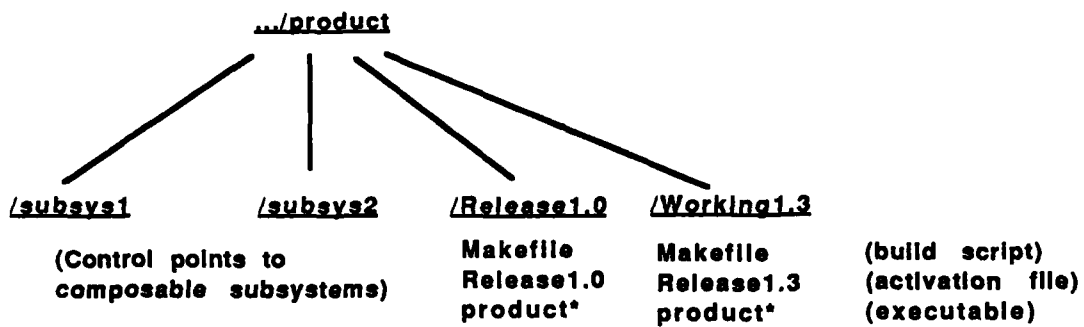 .../product
/subsys1 /subsys2 /Release1.0 /Working1.3
(Control points to
composable subsystems)
Makefile
Release1.0
product*
Makefile
Release1.3
product*
(build script)
(activation file)
(executable)